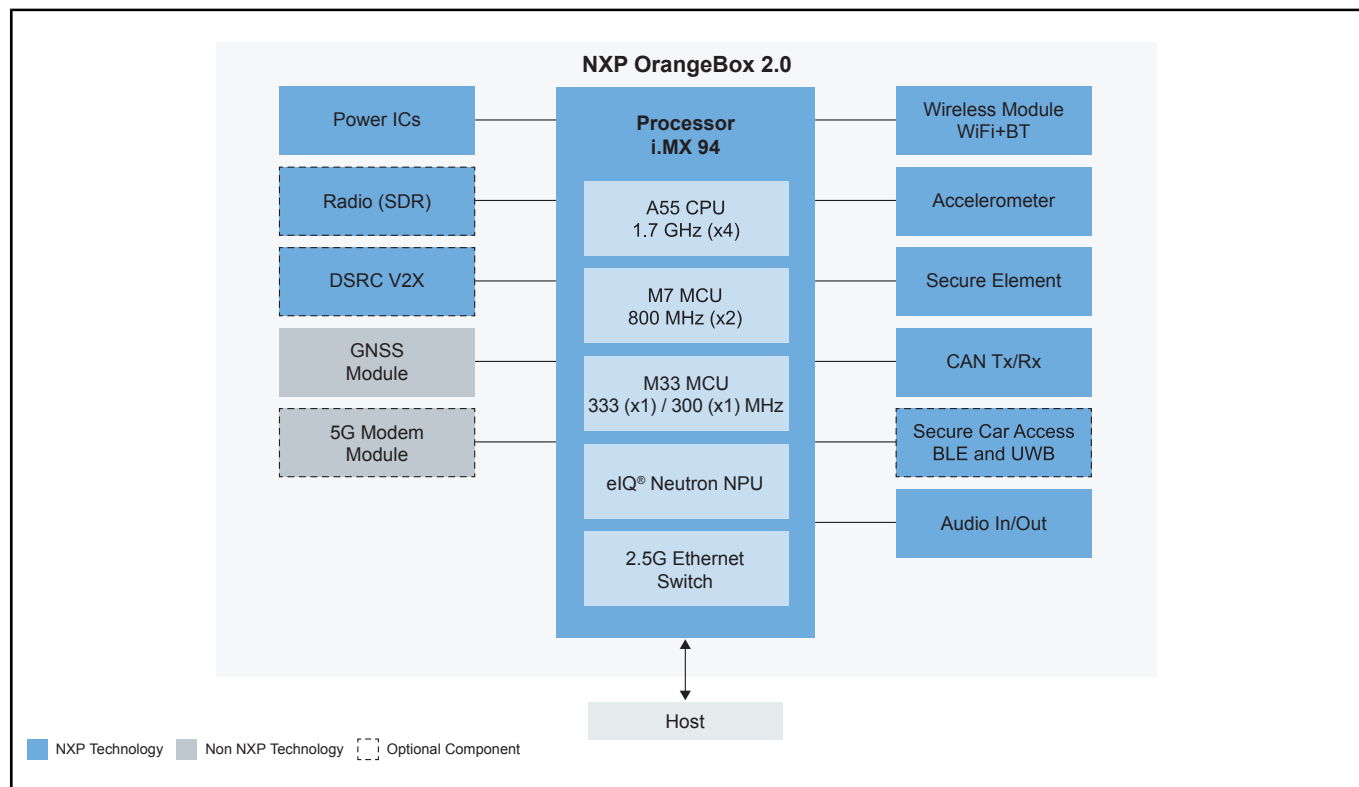 NXP OrangeBox 2.0
Power ICs
Radio (SDR)
DSRC V2X
GNSS
Module
5G Modem
Module
Processor
i.MX 94
A55 CPU
1.7 GHz (x4)
M7 MCU
800 MHz (x2)
M33 MCU
333 (x1) / 300 (x1) MHz
eIQ® Neutron NPU
2.5G Ethernet
Switch
Wireless Module
WiFi+BT
Accelerometer
Secure Element
CAN Tx/Rx
Secure Car Access
BLE and UWB
Audio In/Out
Host
NXP Technology
Non NXP Technology
Optional Component